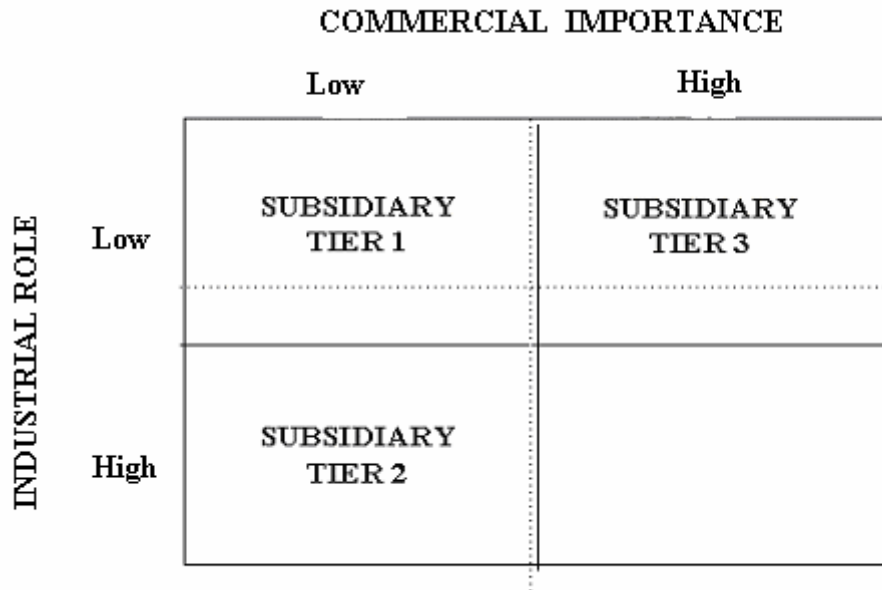 COMMERCIAL IMPORTANCE
Low
High
INDUSTRIAL ROLE
Low
SUBSIDIARY
TIER 1
SUBSIDIARY
TIER 3
High
SUBSIDIARY
TIER 2